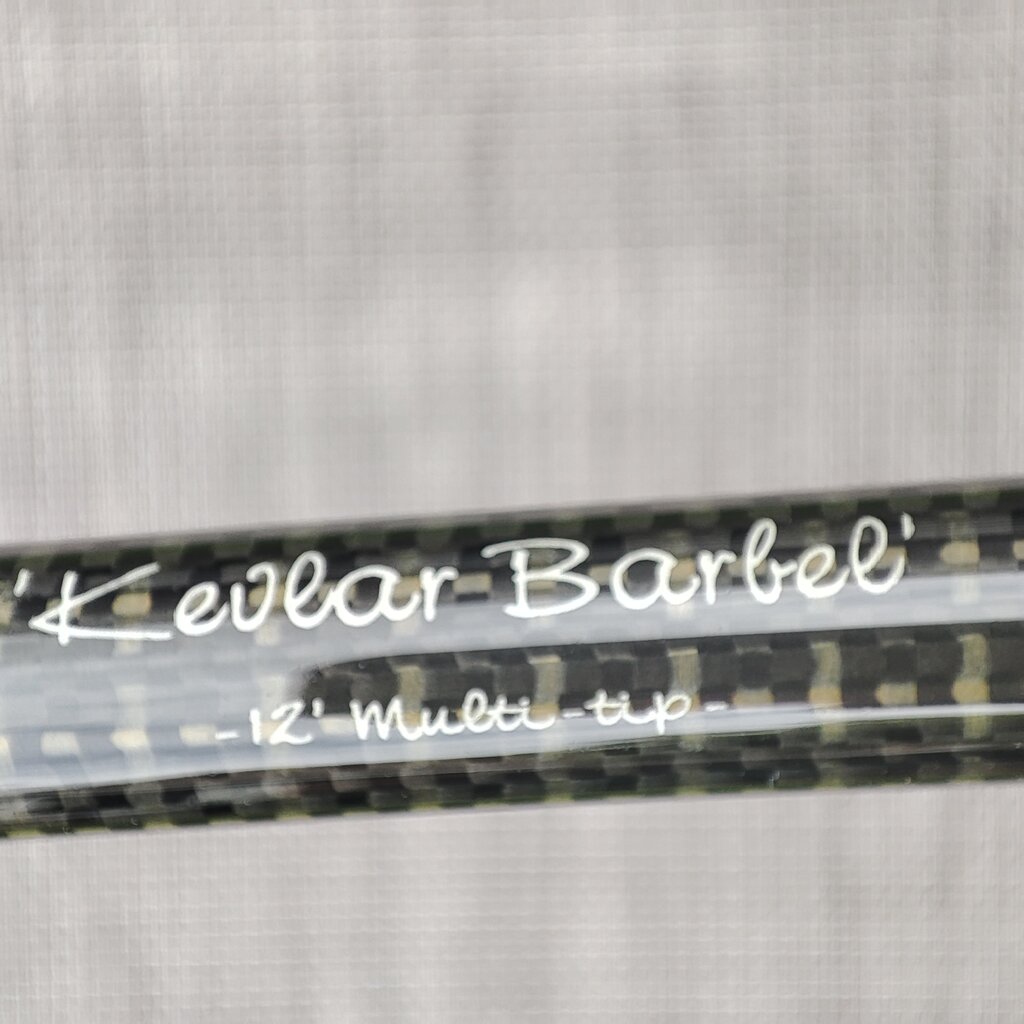 'Kevlar Barbel'
-12' Multi-tip-